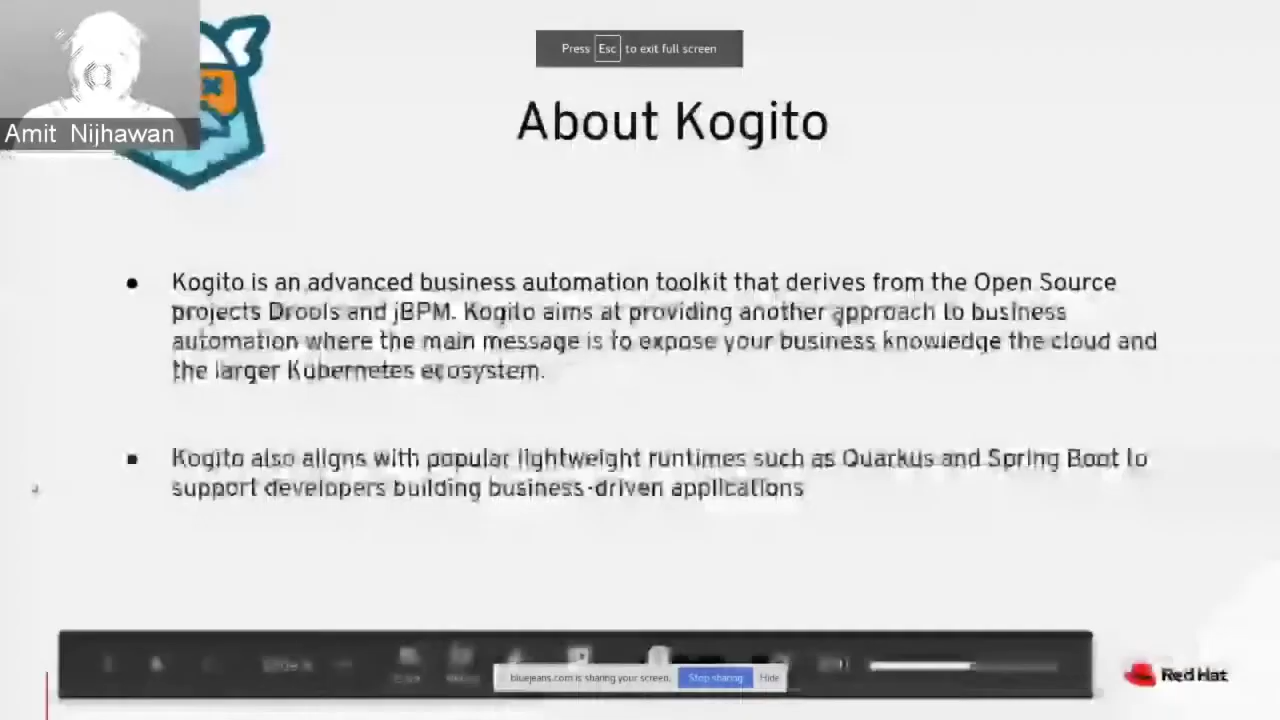 Press Esc to exit full screen
Amit Nijhawan
About Kogito
Kogito is an advanced business automation toolkit that derives from the Open Source
projects Drools and jBPM. Kogito aims at providing another approach to business
automation where the main message is to expose your business knowledge the cloud and
the larger Kubernetes ecosystem.
Kogito also aligns with popular lightweight runtimes such as Quarkus and Spring Boot to
support developers building business-driven applications
bluejeans.com is sharing your screen. Stop sharing Hide
Red Hat